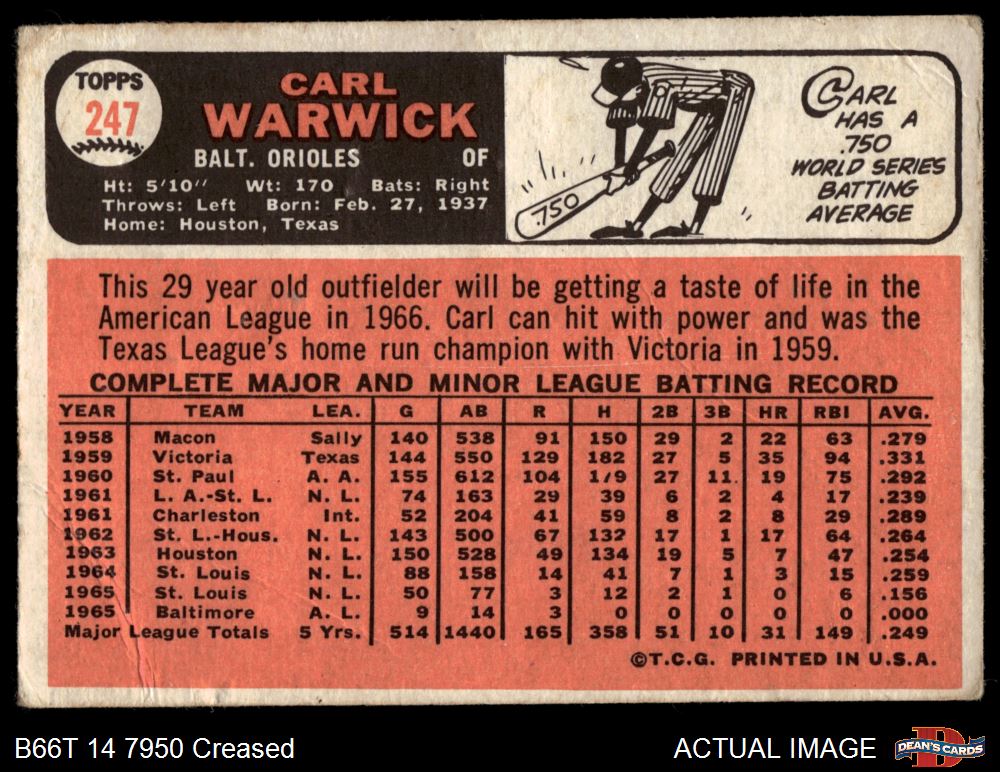 TOPPS
247
CARL
WARWICK
BALT. ORIOLES OF
Ht: 5'10" Wt: 170 Bats: Right
Throws: Left Born: Feb. 27, 1937
Home: Houston, Texas
.750
CARL
HAS A
.750
WORLD SERIES
BATTING
AVERAGE
This 29 year old outfielder will be getting a taste of life in the
American League in 1966. Carl can hit with power and was the
Texas League's home run champion with Victoria in 1959.
COMPLETE MAJOR AND MINOR LEAGUE BATTING RECORD
YEAR TEAM LEA. G AB R H 2B 3B HR RBI AVG.
1958 Macon Sally 140 538 91 150 29 2 22 63 .279
1959 Victoria Texas 144 550 129 182 27 5 35 94 .331
1960 St. Paul A. A. 155 612 104 179 27 11 19 75 .292
1961 L. A.-St. L. N. L. 74 163 29 39 6 2 4 17 .239
1961 Charleston Int. 52 204 41 59 8 2 8 29 .289
1962 St. L.-Hous. N. L. 143 500 67 132 17 1 17 64 .264
1963 Houston N. L. 150 528 49 134 19 5 7 47 .254
1964 St. Louis N. L. 88 158 14 41 7 1 3 15 .259
1965 St. Louis N. L. 50 77 3 12 2 1 0 6 .156
1965 Baltimore A. L. 9 14 3 0 0 0 0 0 .000
Major League Totals 5 Yrs. 514 1440 165 358 51 10 31 149 .249
©T.C.G. PRINTED IN U.S.A.
B66T 14 7950 Creased
ACTUAL IMAGE
DEAN'S CARDS